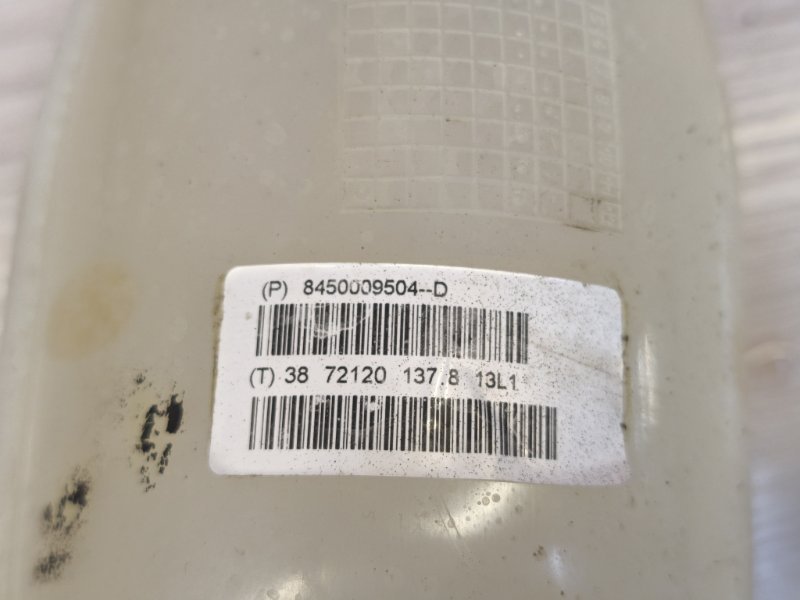 (P) 8450009504--D
(T) 38 72120 137.8 13L1